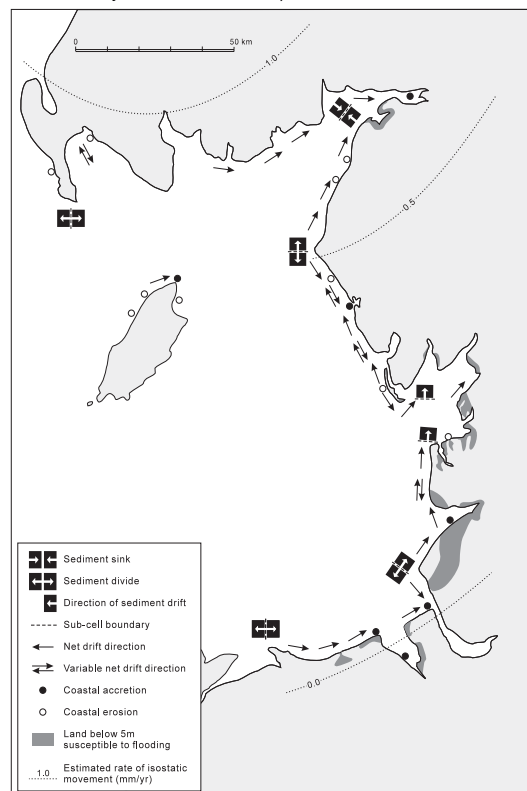 0
50 km
1.0
0.5
0.0
Sediment sink
Sediment divide
Direction of sediment drift
Sub-cell boundary
Net drift direction
Variable net drift direction
Coastal accretion
Coastal erosion
Land below 5m
susceptible to flooding
1.0
Estimated rate of isostatic
movement (mm/yr)